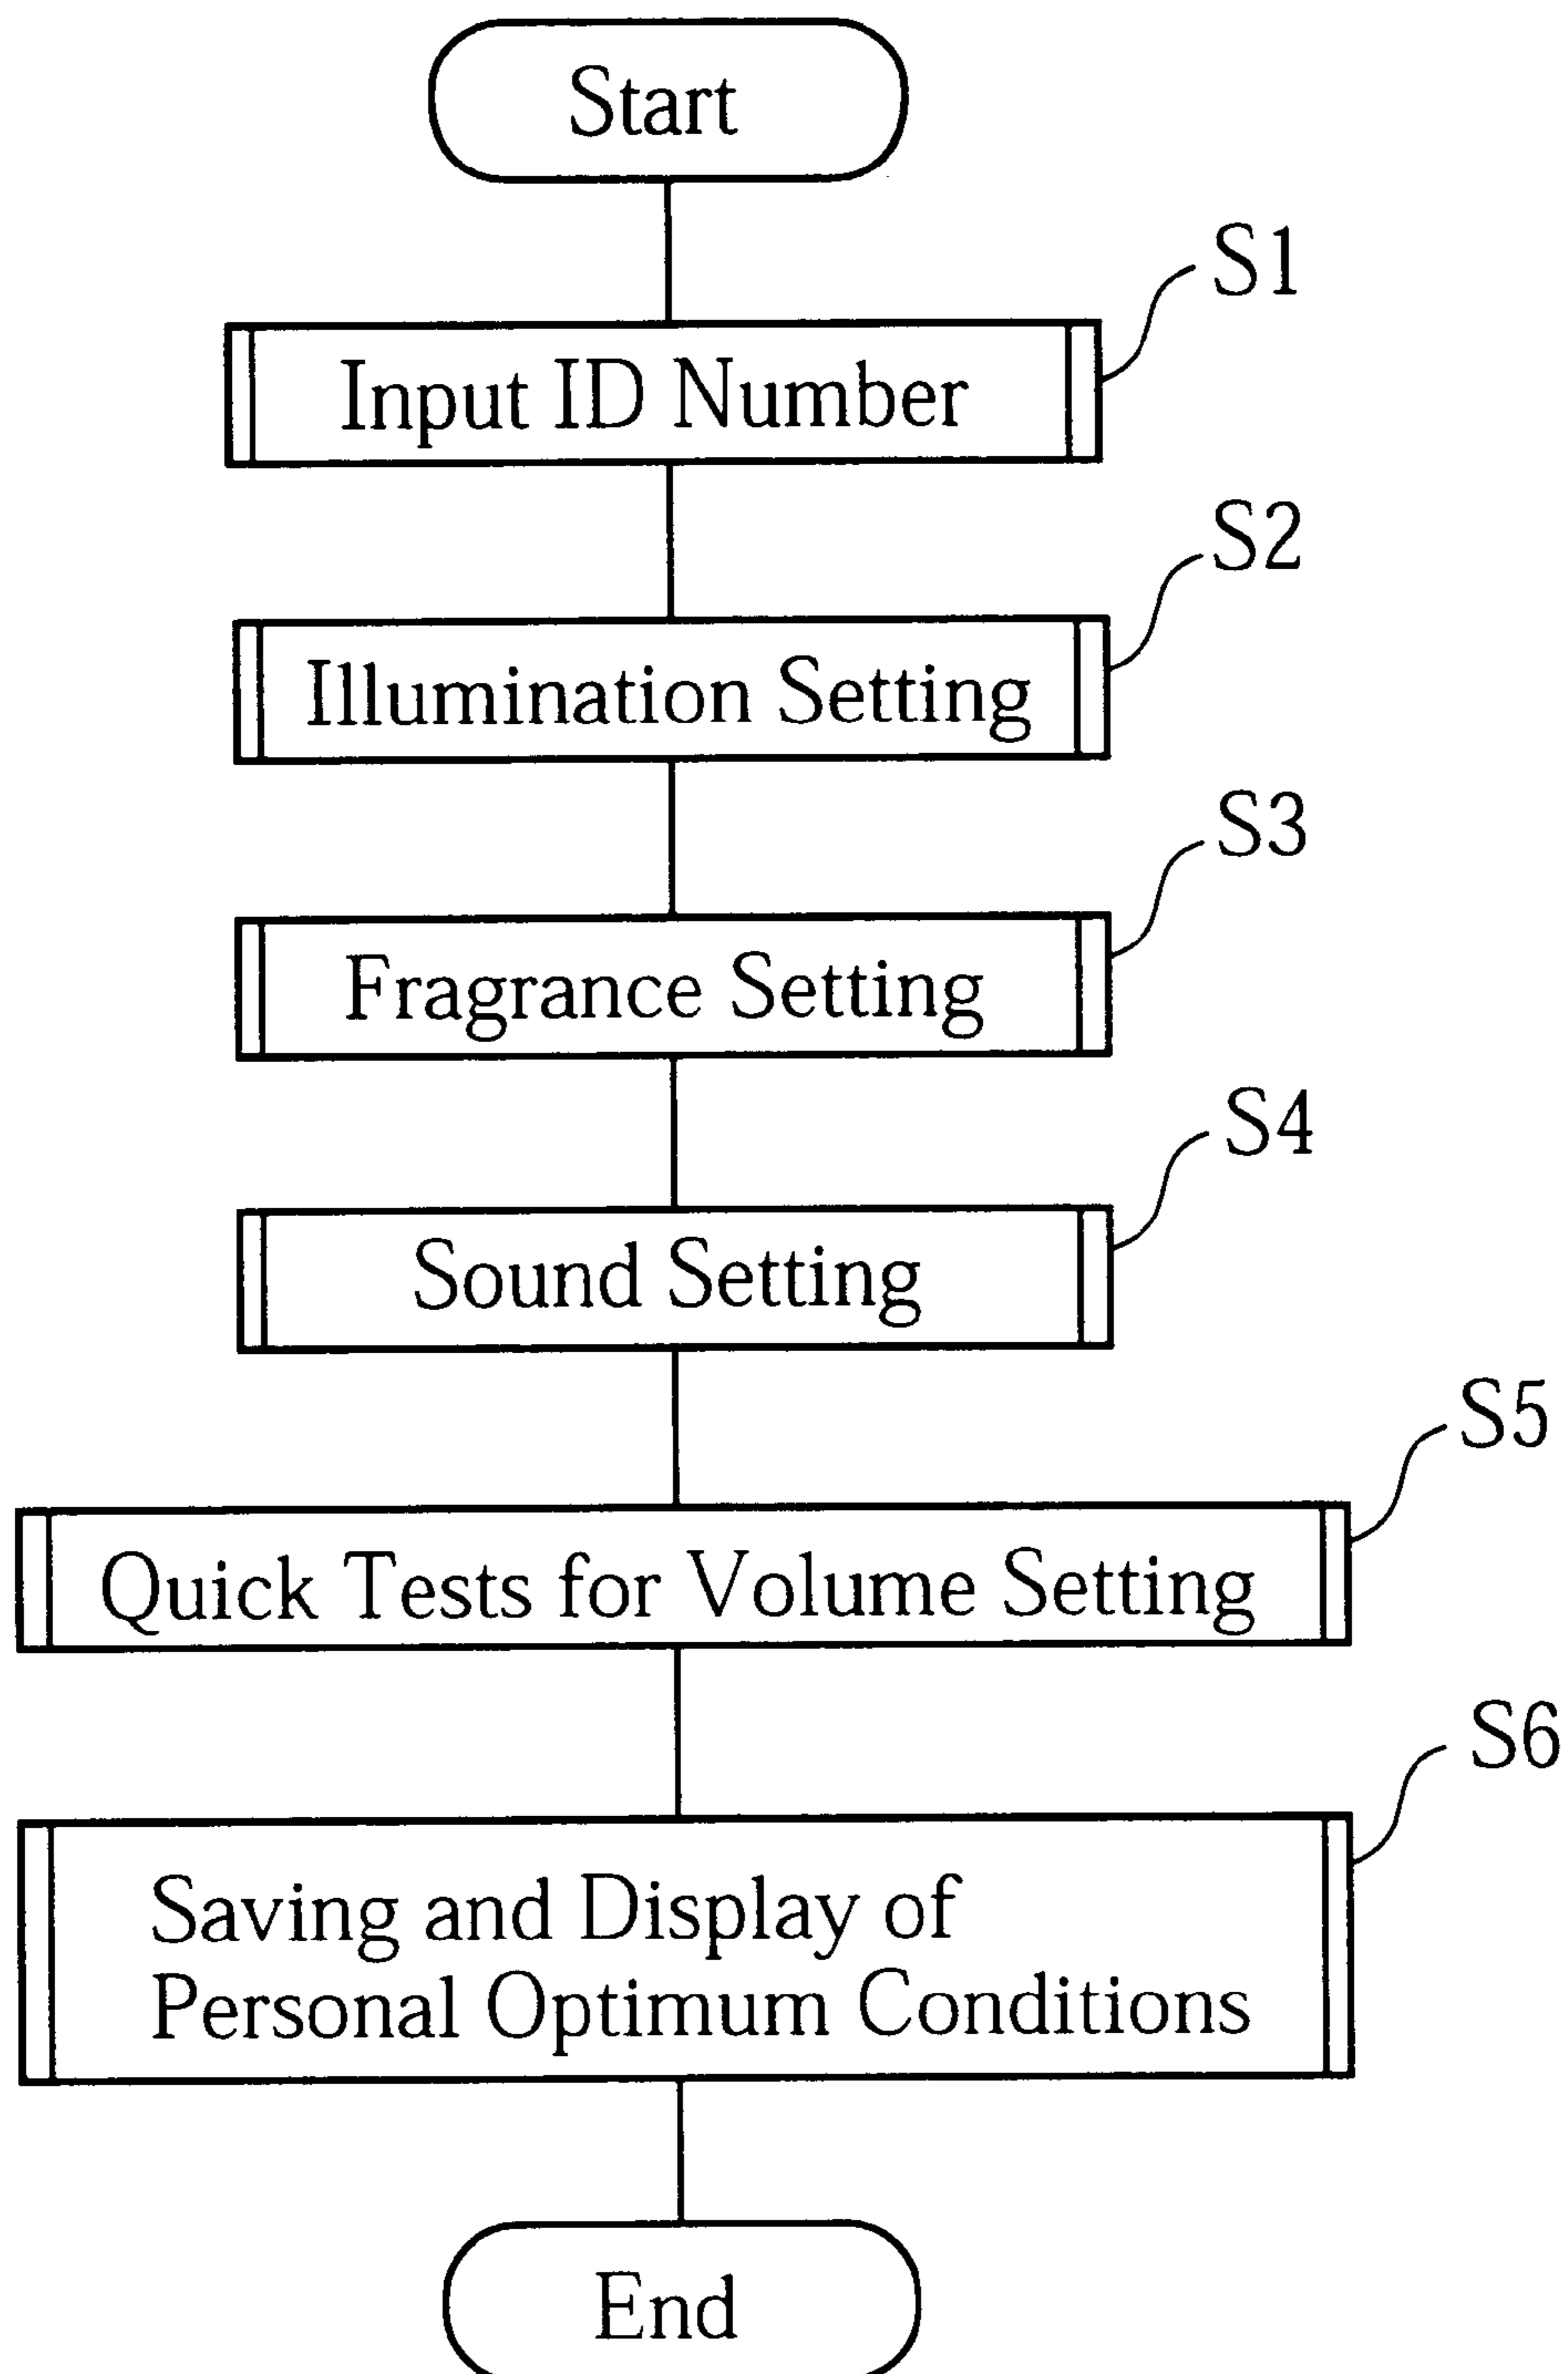 Start
S1
Input ID Number
S2
Illumination Setting
S3
Fragrance Setting
S4
Sound Setting
S5
Quick Tests for Volume Setting
S6
Saving and Display of
Personal Optimum Conditions
End